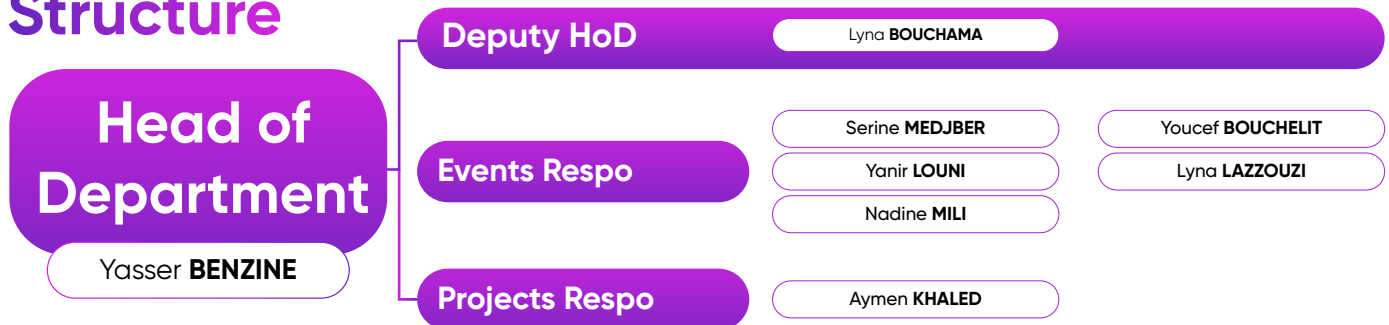 Structure
Head of
Department
Yasser BENZINE
Deputy HoD
Lyna BOUCHAMA
Events Respo
Serine MEDJBER
Youcef BOUCHELIT
Yanir LOUNI
Lyna LAZZOUZI
Nadine MILI
Projects Respo
Aymen KHALED